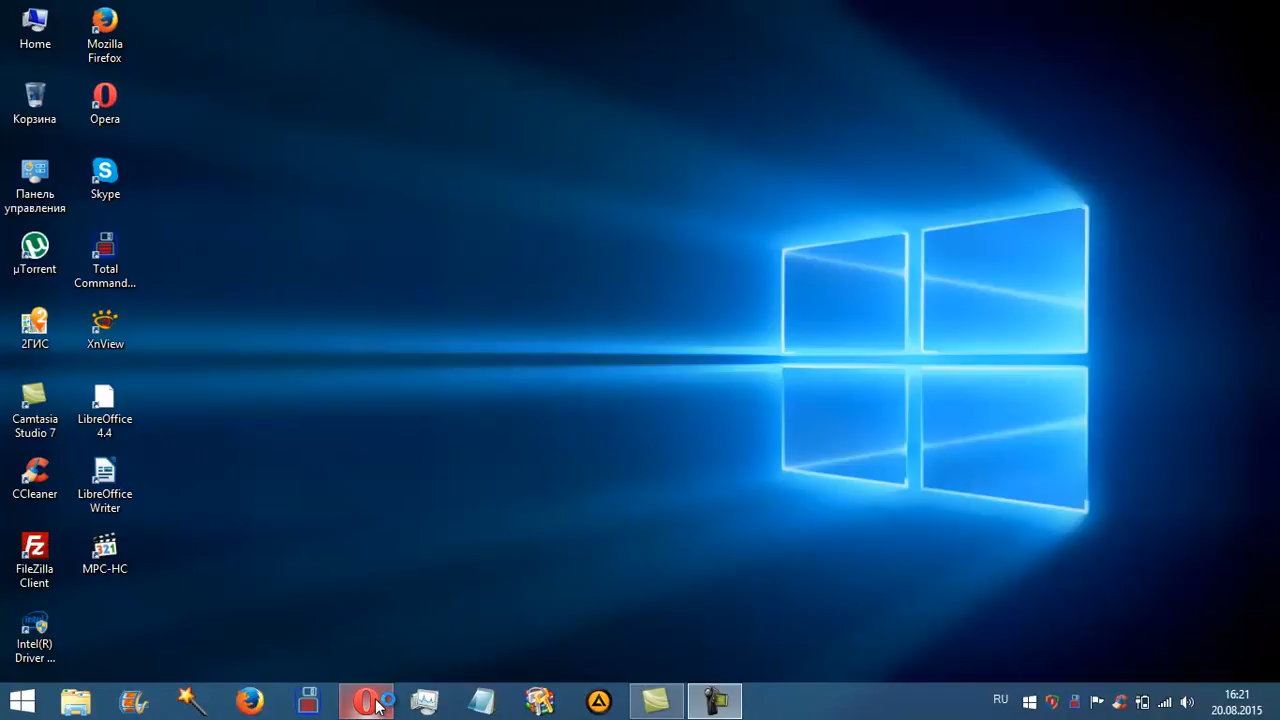 Home
Mozilla
Firefox
Корзина
Opera
Панель
управления
Skype
µTorrent
Total
Command...
2ГИС
XnView
Camtasia
Studio 7
LibreOffice
4.4
CCleaner
LibreOffice
Writer
FileZilla
Client
MPC-HC
Intel(R)
Driver ...
RU
16:21
20.08.2015